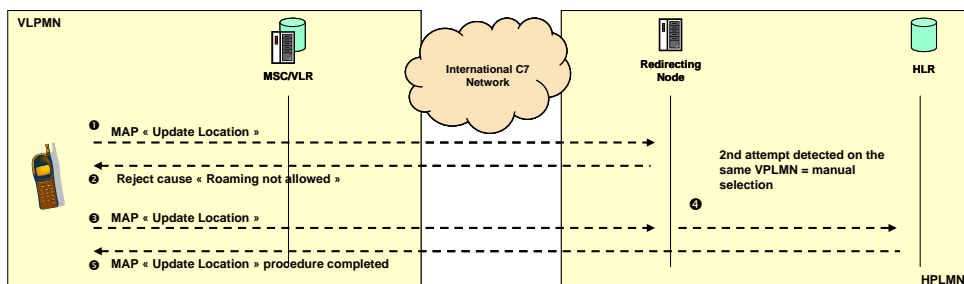 VLPMN
MSC/VLR
International C7
Network
Redirecting
Node
HLR
❶ MAP « Update Location »
❷ Reject cause « Roaming not allowed »
2nd attempt detected on the
same VPLMN = manual
selection
❸ MAP « Update Location »
❹
❺ MAP « Update Location » procedure completed
HPLMN